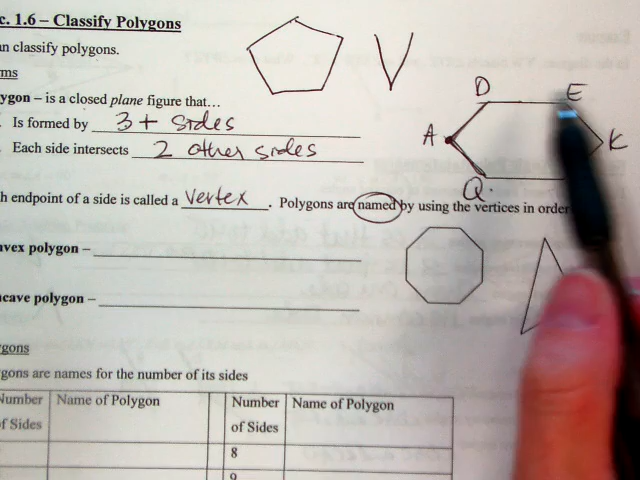 c. 1.6 – Classify Polygons
an classify polygons.
ms
ygon – is a closed plane figure that…
Is formed by 3 + sides
Each side intersects 2 other sides
h endpoint of a side is called a vertex. Polygons are named by using the vertices in order
D
E
A
K
Q
vex polygon –
cave polygon –
gons
gons are names for the number of its sides
Number of Sides
Name of Polygon
Number of Sides
Name of Polygon
8
9